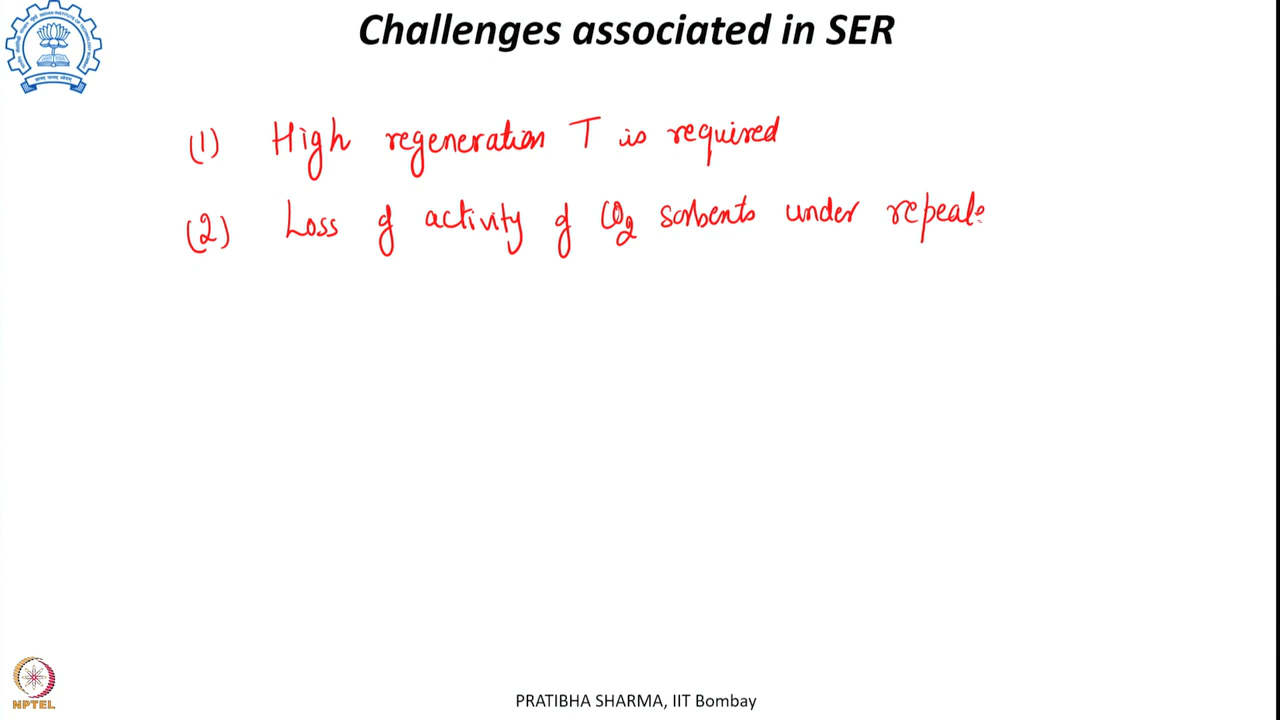 Challenges associated in SER
(1) High regeneration T is required
(2) Loss of activity of CO2 sorbents under
NPTEL
PRATIBHA SHARMA, IIT Bombay